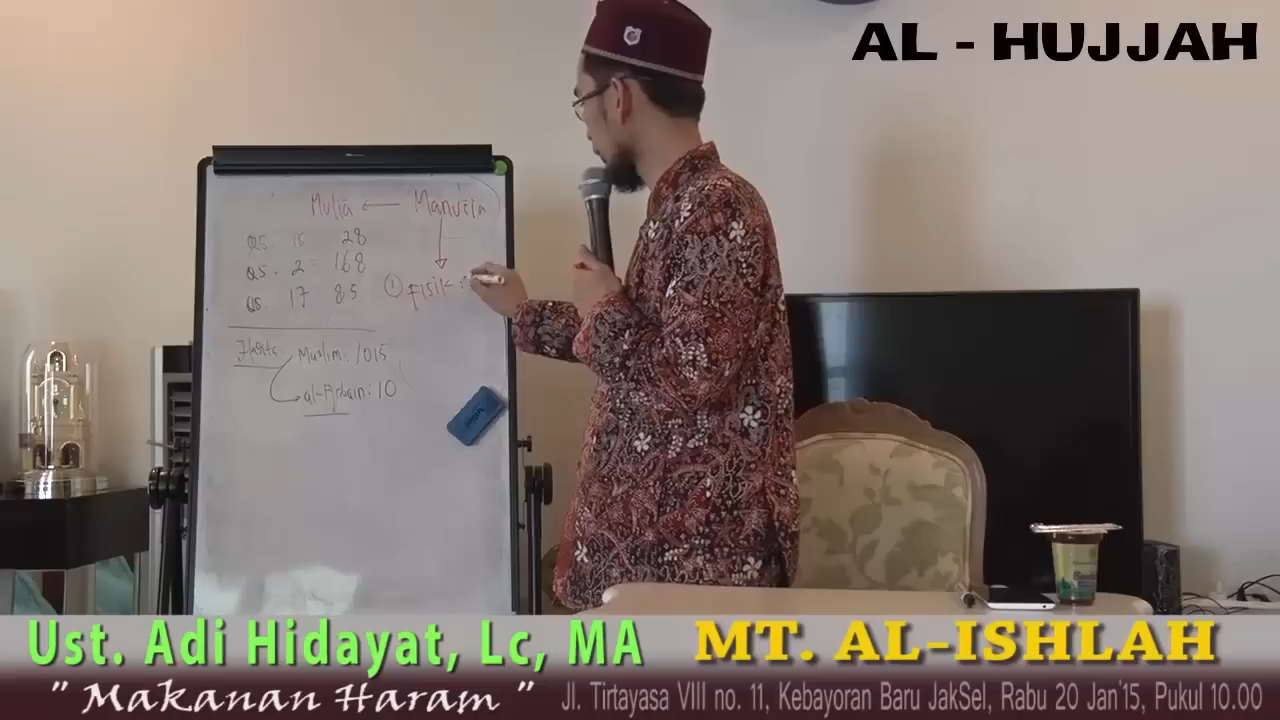 AL - HUJJAH
Mulia ← Manusia
QS. 15 28
QS. 2 : 168
QS. 17 85
① fisik :
Hadits: Muslim: 1015
al-Arbain: 10
Ust. Adi Hidayat, Lc, MA
MT. AL-ISHLAH
" Makanan Haram "
Jl. Tirtayasa VIII no. 11, Kebayoran Baru JakSel, Rabu 20 Jan'15, Pukul 10.00